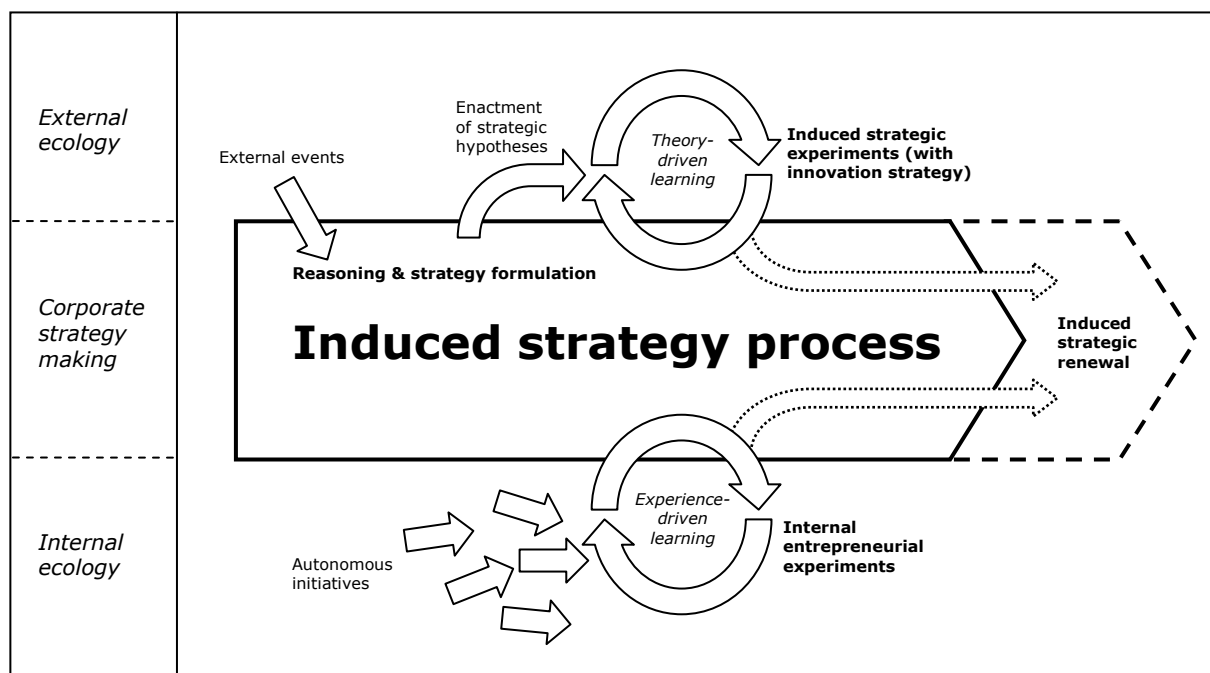 External
ecology
Corporate
strategy
making
Internal
ecology
External events
Enactment
of strategic
hypotheses
Theory-
driven
learning
Induced strategic
experiments (with
innovation strategy)
Reasoning & strategy formulation
Induced strategy process
Induced
strategic
renewal
Autonomous
initiatives
Experience-
driven
learning
Internal
entrepreneurial
experiments